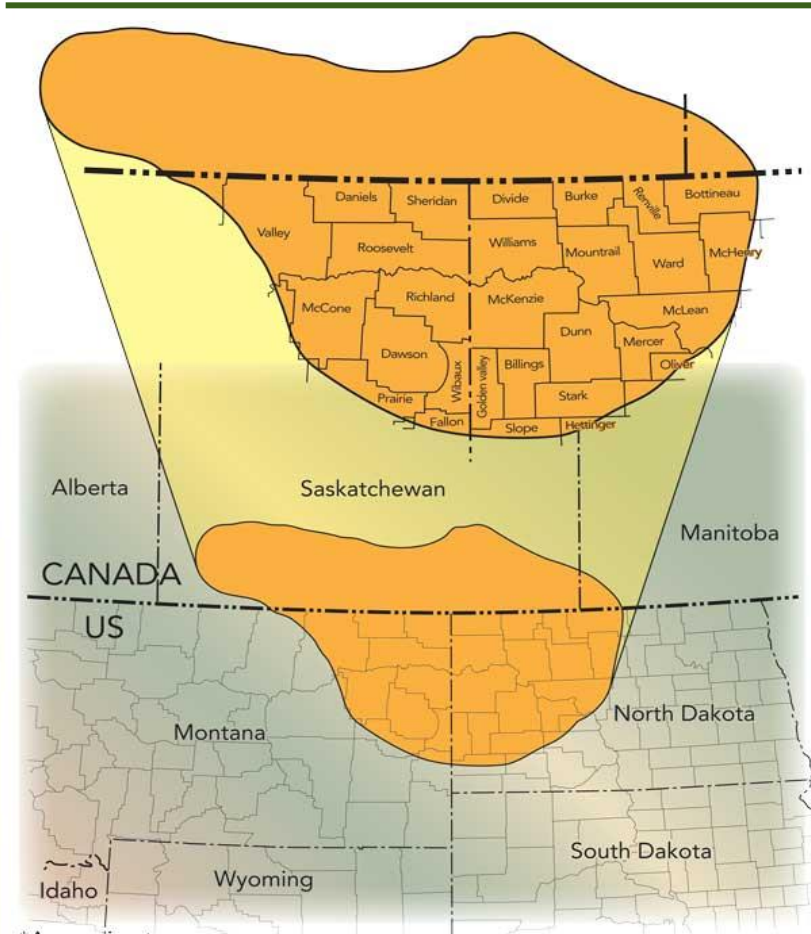 Daniels
Sheridan
Divide
Burke
Renville
Bottineau
Valley
Roosevelt
Williams
Mountrail
Ward
McHenry
McCone
Richland
McKenzie
McLean
Dawson
Wibaux
Golden valley
Billings
Dunn
Mercer
Oliver
Prairie
Stark
Fallon
Slope
Hettinger
Alberta
Saskatchewan
Manitoba
CANADA
US
Montana
North Dakota
South Dakota
Idaho
Wyoming